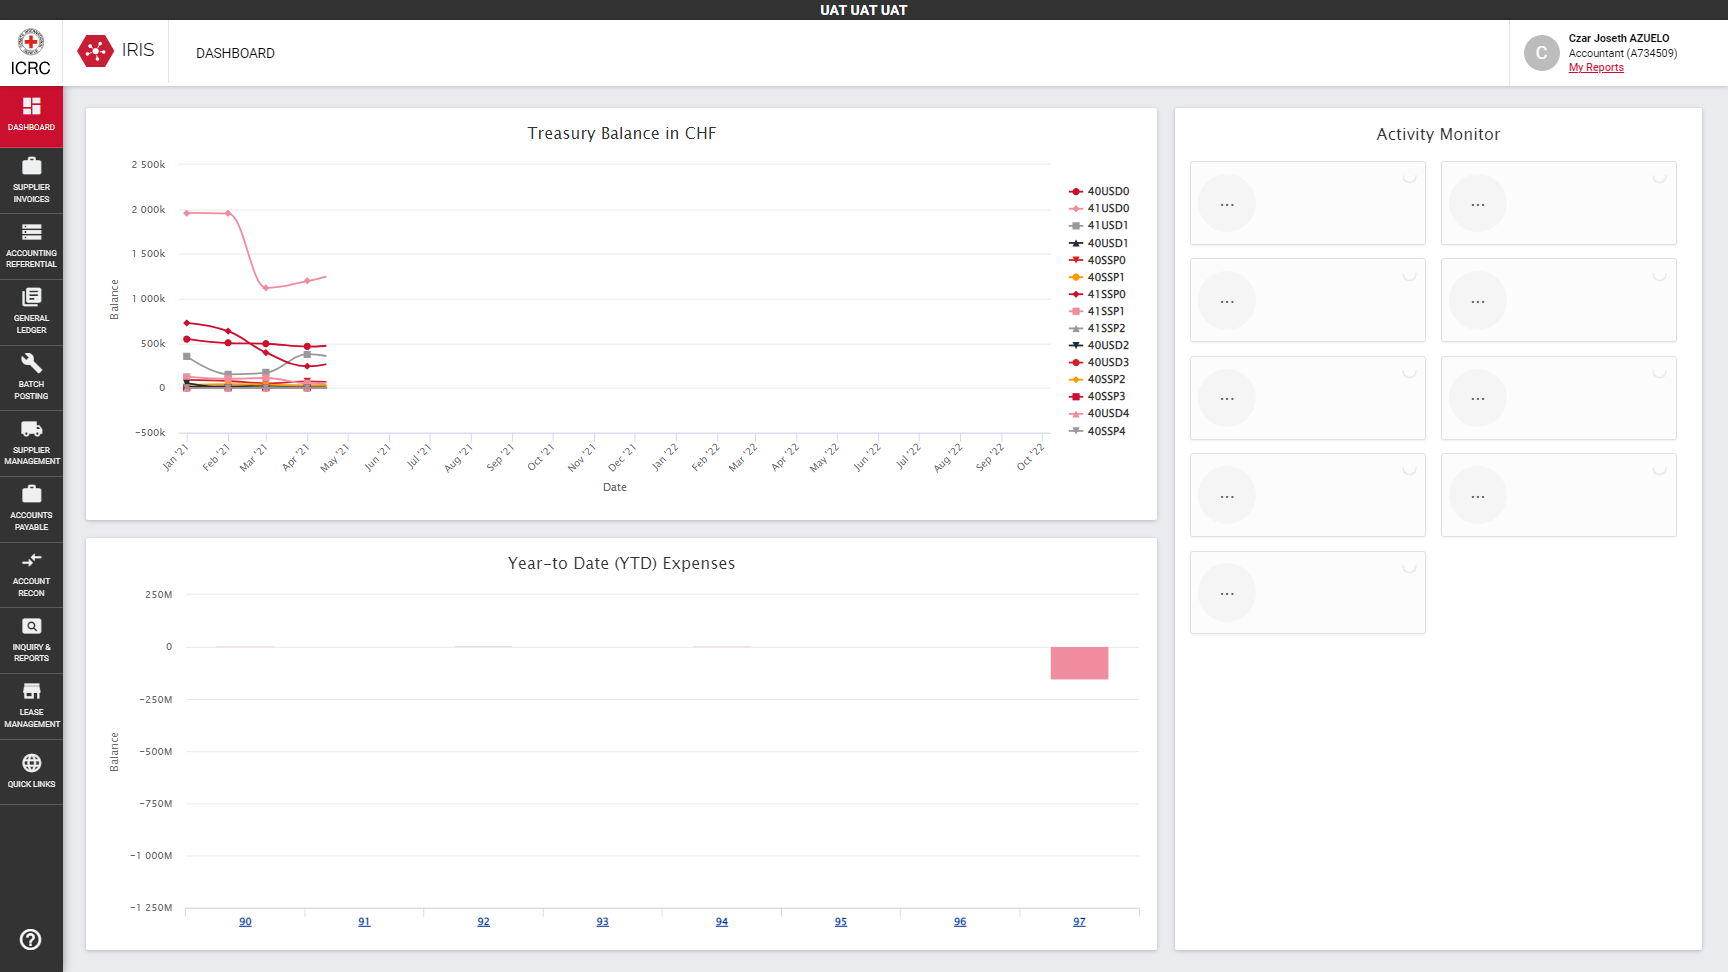 UAT UAT UAT
ICRC
IRIS
DASHBOARD
C
Czar Joseth AZUELO
Accountant (A734509)
My Reports
DASHBOARD
SUPPLIER
INVOICES
ACCOUNTING
REFERENTIAL
GENERAL
LEDGER
BATCH
POSTING
SUPPLIER
MANAGEMENT
ACCOUNTS
PAYABLE
ACCOUNT
RECON
INQUIRY &
REPORTS
LEASE
MANAGEMENT
QUICK LINKS
Treasury Balance in CHF
2 500k
2 000k
1 500k
1 000k
500k
0
-500k
Balance
Jan '21
Feb '21
Mar '21
Apr '21
May '21
Jun '21
Jul '21
Aug '21
Sep '21
Oct '21
Nov '21
Dec '21
Jan '22
Feb '22
Mar '22
Apr '22
May '22
Jun '22
Jul '22
Aug '22
Sep '22
Oct '22
Date
40USD0
41USD0
41USD1
40USD1
40SSP0
40SSP1
41SSP0
41SSP1
41SSP2
40USD2
40USD3
40SSP2
40SSP3
40USD4
40SSP4
Year-to Date (YTD) Expenses
250M
0
-250M
-500M
-750M
-1 000M
-1 250M
Balance
90
91
92
93
94
95
96
97
Activity Monitor
...
...
...
...
...
...
...
...
...